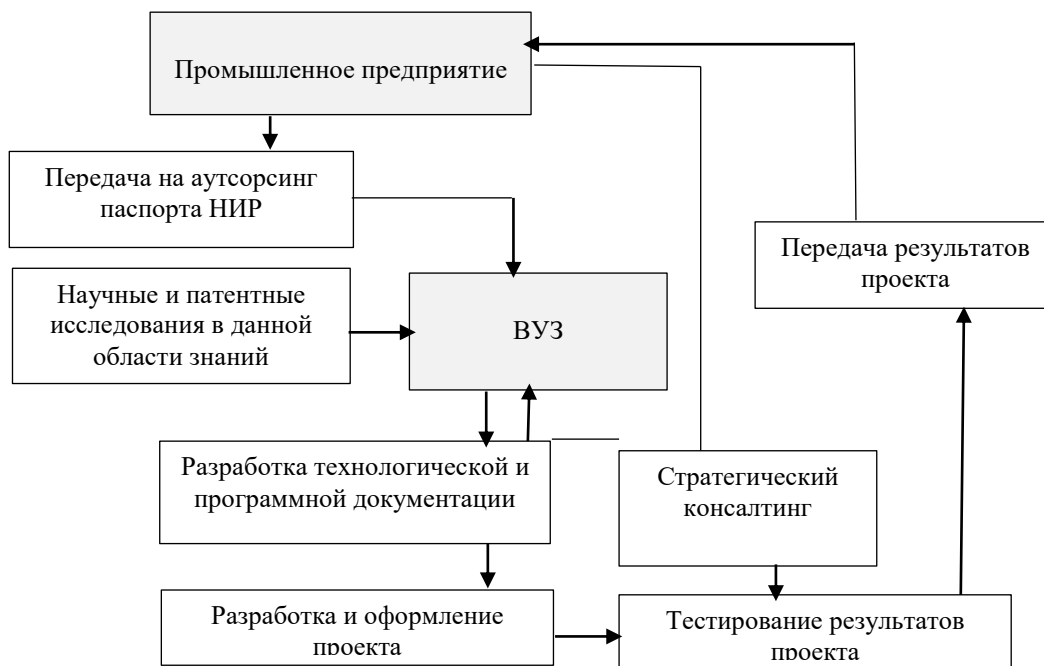 Промышленное предприятие
Передача на аутсорсинг
паспорта НИР
Научные и патентные
исследования в данной
области знаний
ВУЗ
Передача результатов
проекта
Разработка технологической и
программной документации
Стратегический
консалтинг
Разработка и оформление
проекта
Тестирование результатов
проекта